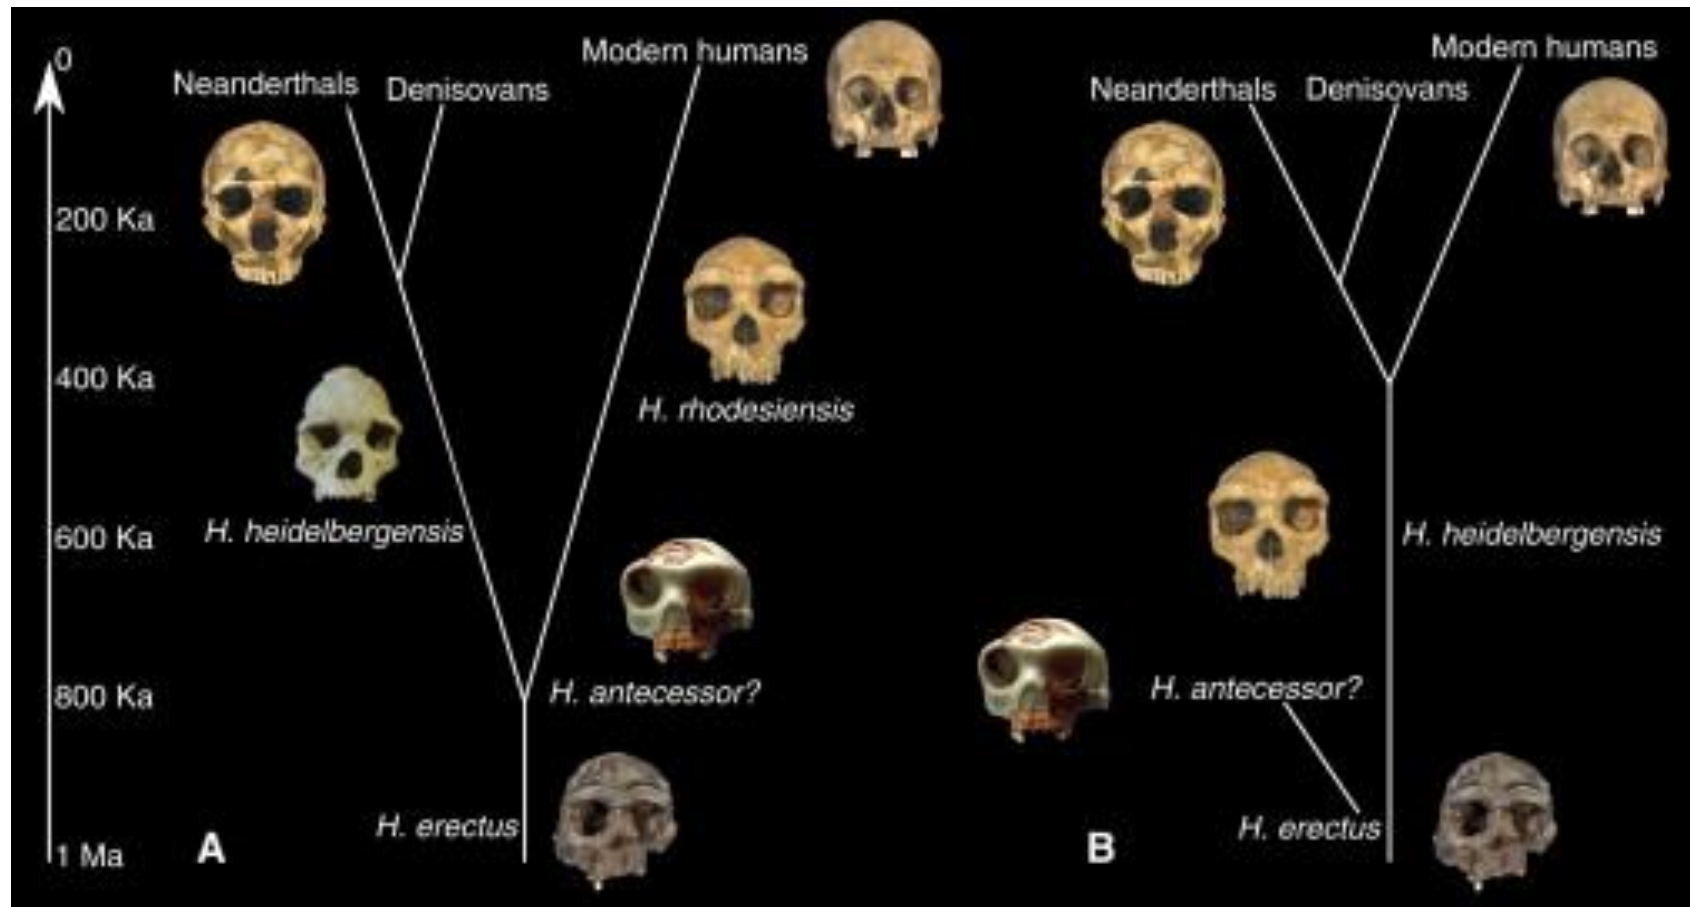 0
200 Ka
400 Ka
600 Ka
800 Ka
1 Ma
Neanderthals
Denisovans
Modern humans
H. rhodesiensis
H. heidelbergensis
H. antecessor?
H. erectus
A
Neanderthals
Denisovans
Modern humans
H. heidelbergensis
H. antecessor?
H. erectus
B